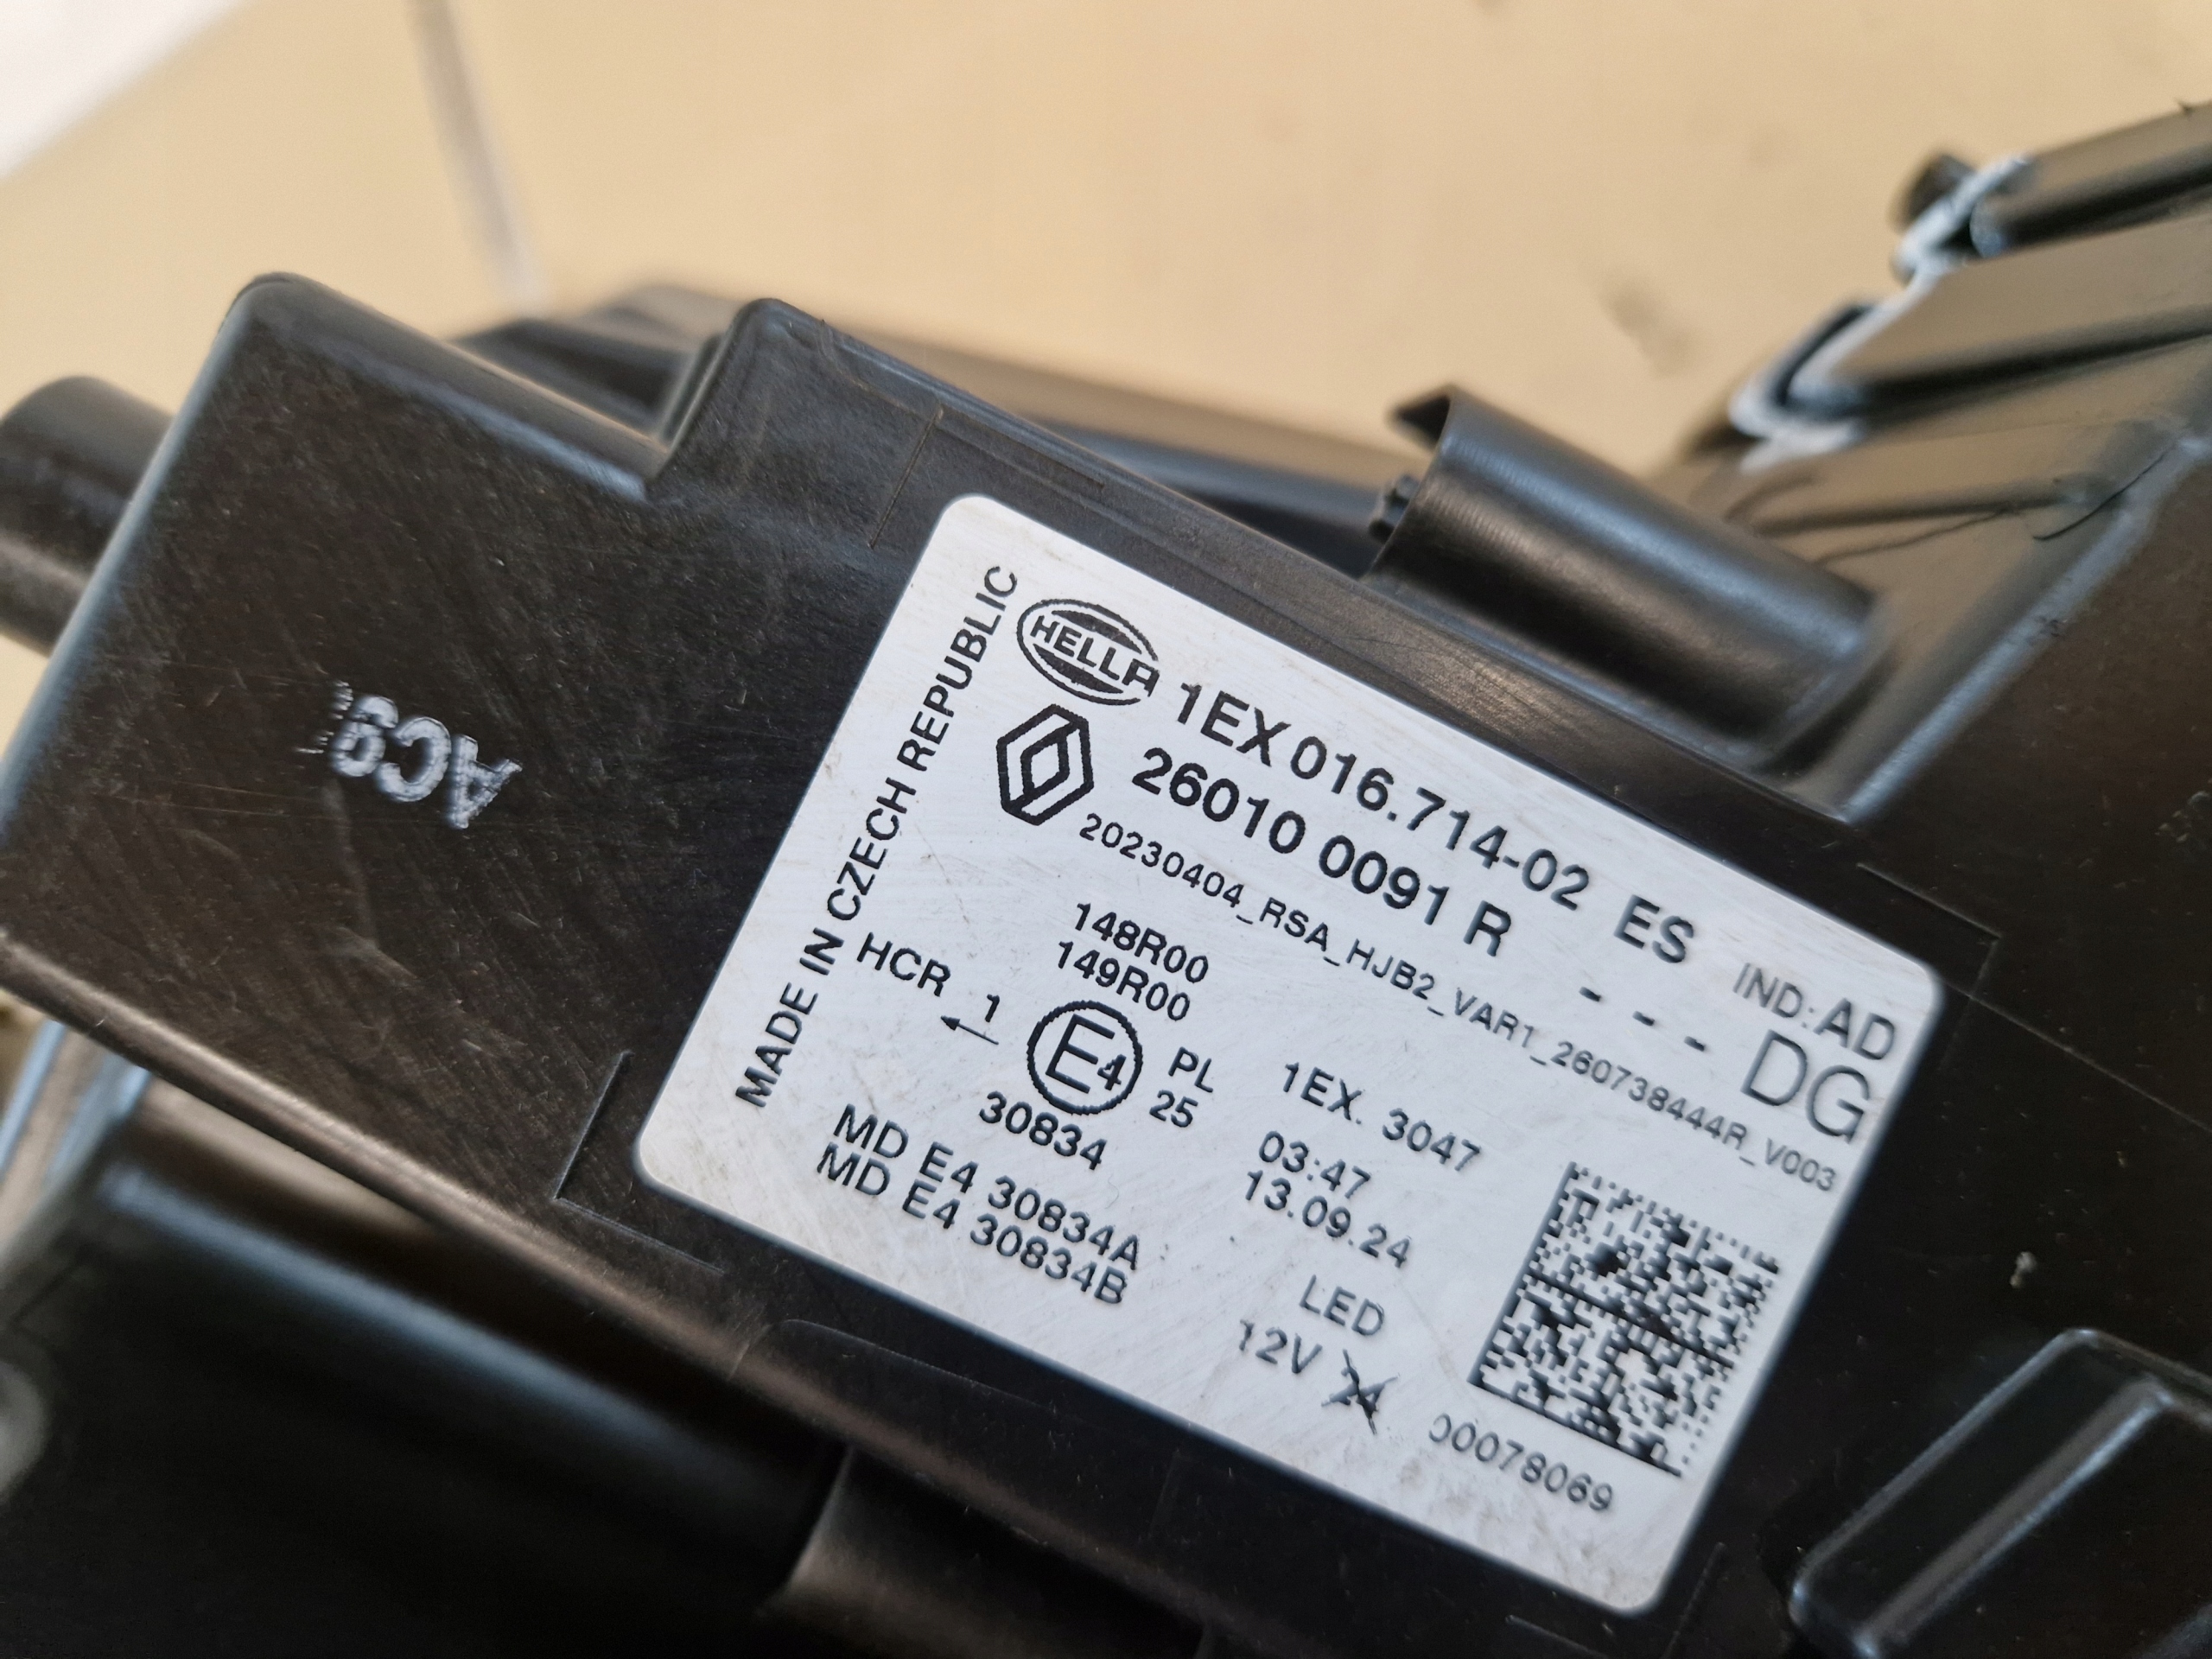 HELLA
1EX 016.714-02 ES IND: AD
26010 0091 R - - - DG
20230404_RSA_HJB2_VAR1_260738444R_V003
MADE IN CZECH REPUBLIC
148R00
149R00
HCR 1 E4 PL
25
30834
MD E4 30834A
MD E4 30834B
1EX. 3047
03:47
13.09.24
LED
12V 24
00078069